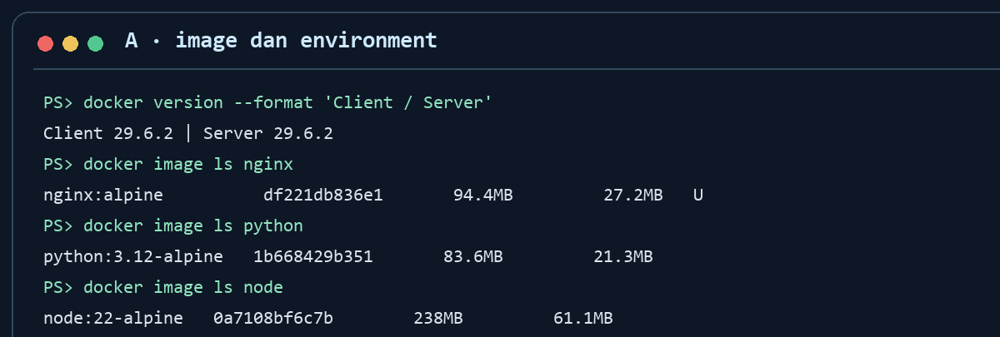 A · image dan environment
PS> docker version --format 'Client / Server'
Client 29.6.2 | Server 29.6.2
PS> docker image ls nginx
nginx:alpine          df221db836e1       94.4MB         27.2MB   U
PS> docker image ls python
python:3.12-alpine   1b668429b351       83.6MB         21.3MB
PS> docker image ls node
node:22-alpine   0a7108bf6c7b        238MB         61.1MB